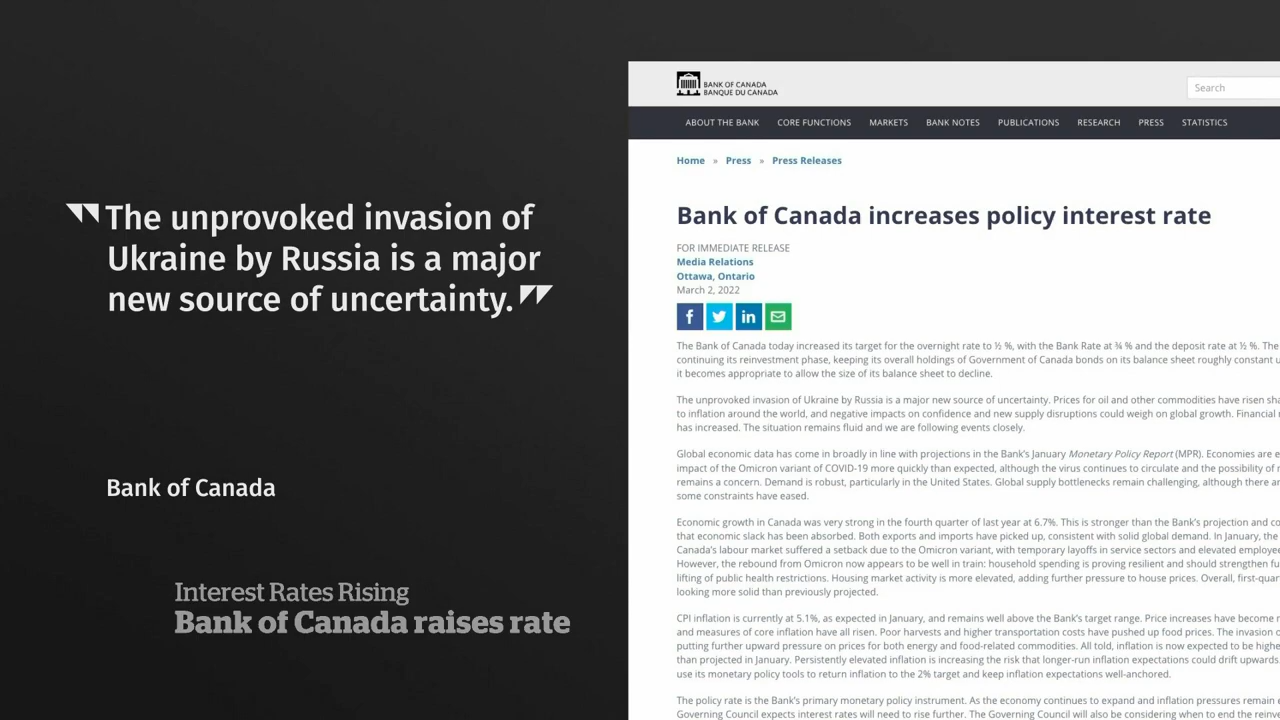 "The unprovoked invasion of
Ukraine by Russia is a major
new source of uncertainty."
Bank of Canada
Interest Rates Rising
Bank of Canada raises rate
BANK OF CANADA
BANQUE DU CANADA
Search
ABOUT THE BANK CORE FUNCTIONS MARKETS BANK NOTES PUBLICATIONS RESEARCH PRESS STATISTICS
Home » Press » Press Releases
Bank of Canada increases policy interest rate
FOR IMMEDIATE RELEASE
Media Relations
Ottawa, Ontario
March 2, 2022
The Bank of Canada today increased its target for the overnight rate to ½ %, with the Bank Rate at ¾ % and the deposit rate at ½ %. The
continuing its reinvestment phase, keeping its overall holdings of Government of Canada bonds on its balance sheet roughly constant u
it becomes appropriate to allow the size of its balance sheet to decline.
The unprovoked invasion of Ukraine by Russia is a major new source of uncertainty. Prices for oil and other commodities have risen sha
to inflation around the world, and negative impacts on confidence and new supply disruptions could weigh on global growth. Financial
has increased. The situation remains fluid and we are following events closely.
Global economic data has come in broadly in line with projections in the Bank's January Monetary Policy Report (MPR). Economies are e
impact of the Omicron variant of COVID-19 more quickly than expected, although the virus continues to circulate and the possibility of
remains a concern. Demand is robust, particularly in the United States. Global supply bottlenecks remain challenging, although there ar
some constraints have eased.
Economic growth in Canada was very strong in the fourth quarter of last year at 6.7%. This is stronger than the Bank's projection and co
that economic slack has been absorbed. Both exports and imports have picked up, consistent with solid global demand. In January, the
Canada's labour market suffered a setback due to the Omicron variant, with temporary layoffs in service sectors and elevated employee
However, the rebound from Omicron now appears to be well in train: household spending is proving resilient and should strengthen fu
lifting of public health restrictions. Housing market activity is more elevated, adding further pressure to house prices. Overall, first-quar
looking more solid than previously projected.
CPI inflation is currently at 5.1%, as expected in January, and remains well above the Bank's target range. Price increases have become
and measures of core inflation have all risen. Poor harvests and higher transportation costs have pushed up food prices. The invasion
putting further upward pressure on prices for both energy and food-related commodities. All told, inflation is now expected to be highe
than projected in January. Persistently elevated inflation is increasing the risk that longer-run inflation expectations could drift upwards.
use its monetary policy tools to return inflation to the 2% target and keep inflation expectations well-anchored.
The policy rate is the Bank's primary monetary policy instrument. As the economy continues to expand and inflation pressures remain
Governing Council expects interest rates will need to rise further. The Governing Council will also be considering when to end the reinv